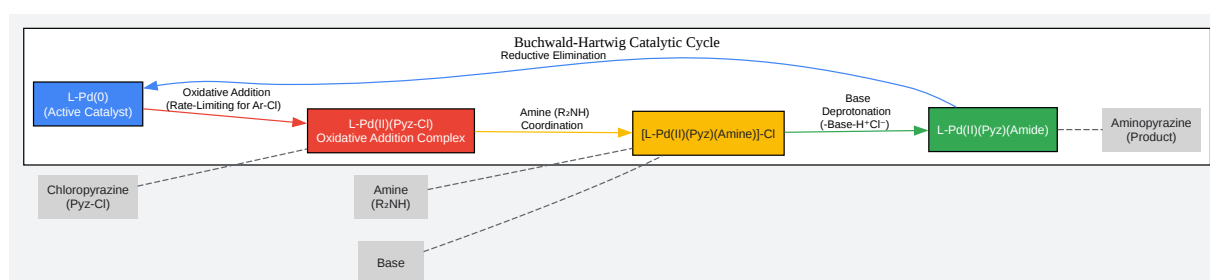 Buchwald-Hartwig Catalytic Cycle
Reductive Elimination
L-Pd(0)
(Active Catalyst)
Oxidative Addition
(Rate-Limiting for Ar-Cl)
L-Pd(II)(Pyz-Cl)
Oxidative Addition Complex
Amine (R₂NH)
Coordination
[L-Pd(II)(Pyz)(Amine)]-Cl
Base
Deprotonation
(-Base-H⁺Cl⁻)
L-Pd(II)(Pyz)(Amide)
Aminopyrazine
(Product)
Chloropyrazine
(Pyz-Cl)
Amine
(R₂NH)
Base